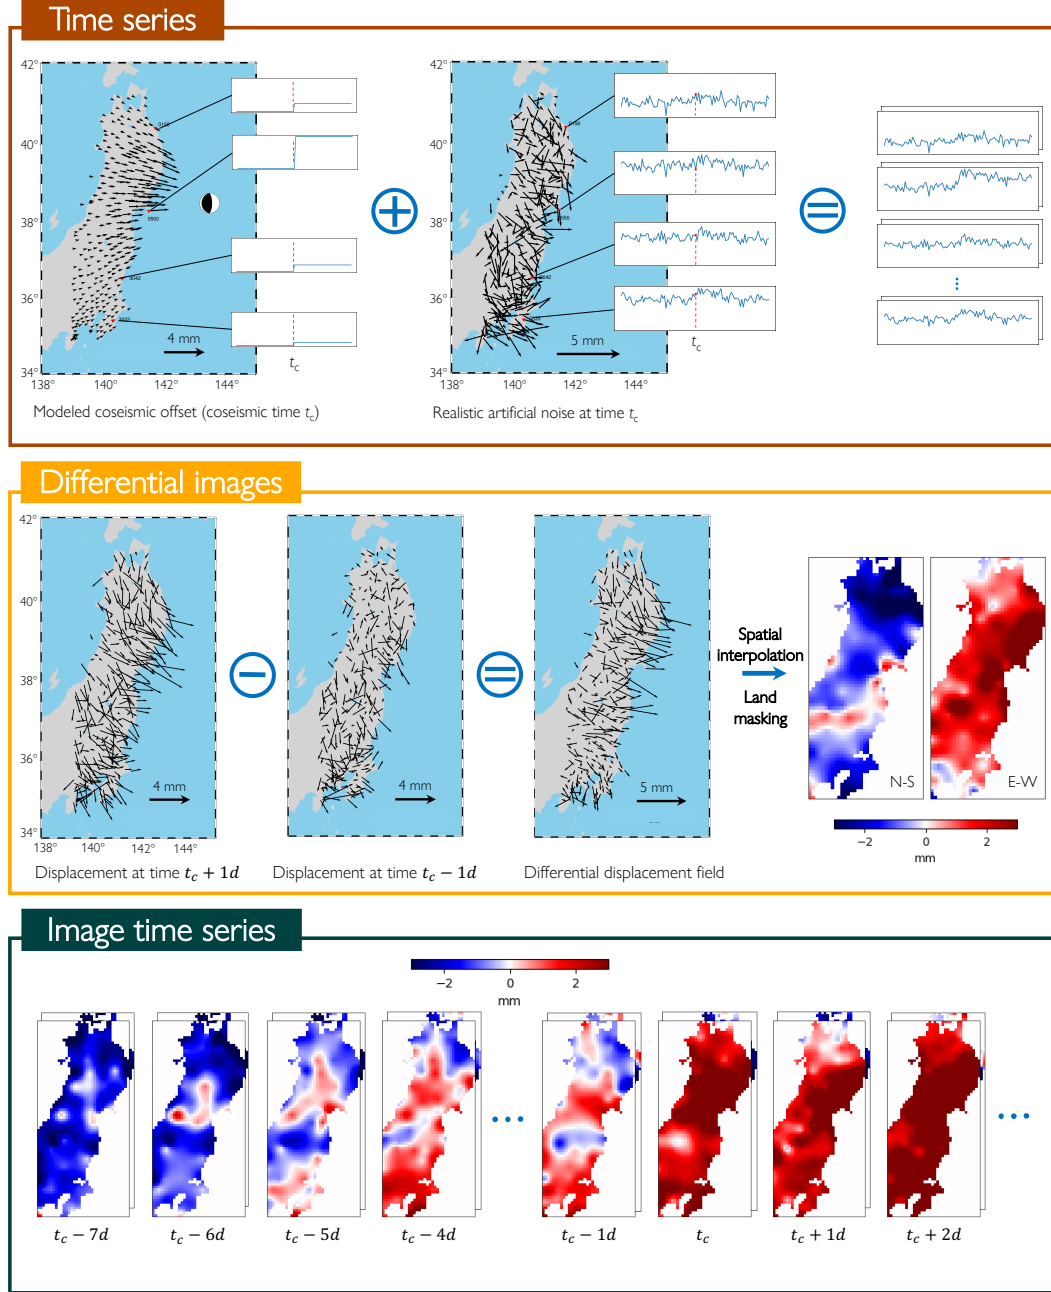 Time series
42°
40°
38°
36°
34°
138°
140°
142°
144°
0550
0042
4 mm
t_c
Modeled coseismic offset (coseismic time t_c)
42°
40°
38°
36°
34°
138°
140°
142°
144°
0550
0042
5 mm
t_c
Realistic artificial noise at time t_c
Differential images
42°
40°
38°
36°
34°
138°
140°
142°
144°
4 mm
Displacement at time t_c + 1d
4 mm
Displacement at time t_c − 1d
5 mm
Differential displacement field
Spatial
interpolation
Land
masking
N-S
E-W
−2 0 2
mm
Image time series
−2 0 2
mm
t_c − 7d
t_c − 6d
t_c − 5d
t_c − 4d
t_c − 1d
t_c
t_c + 1d
t_c + 2d